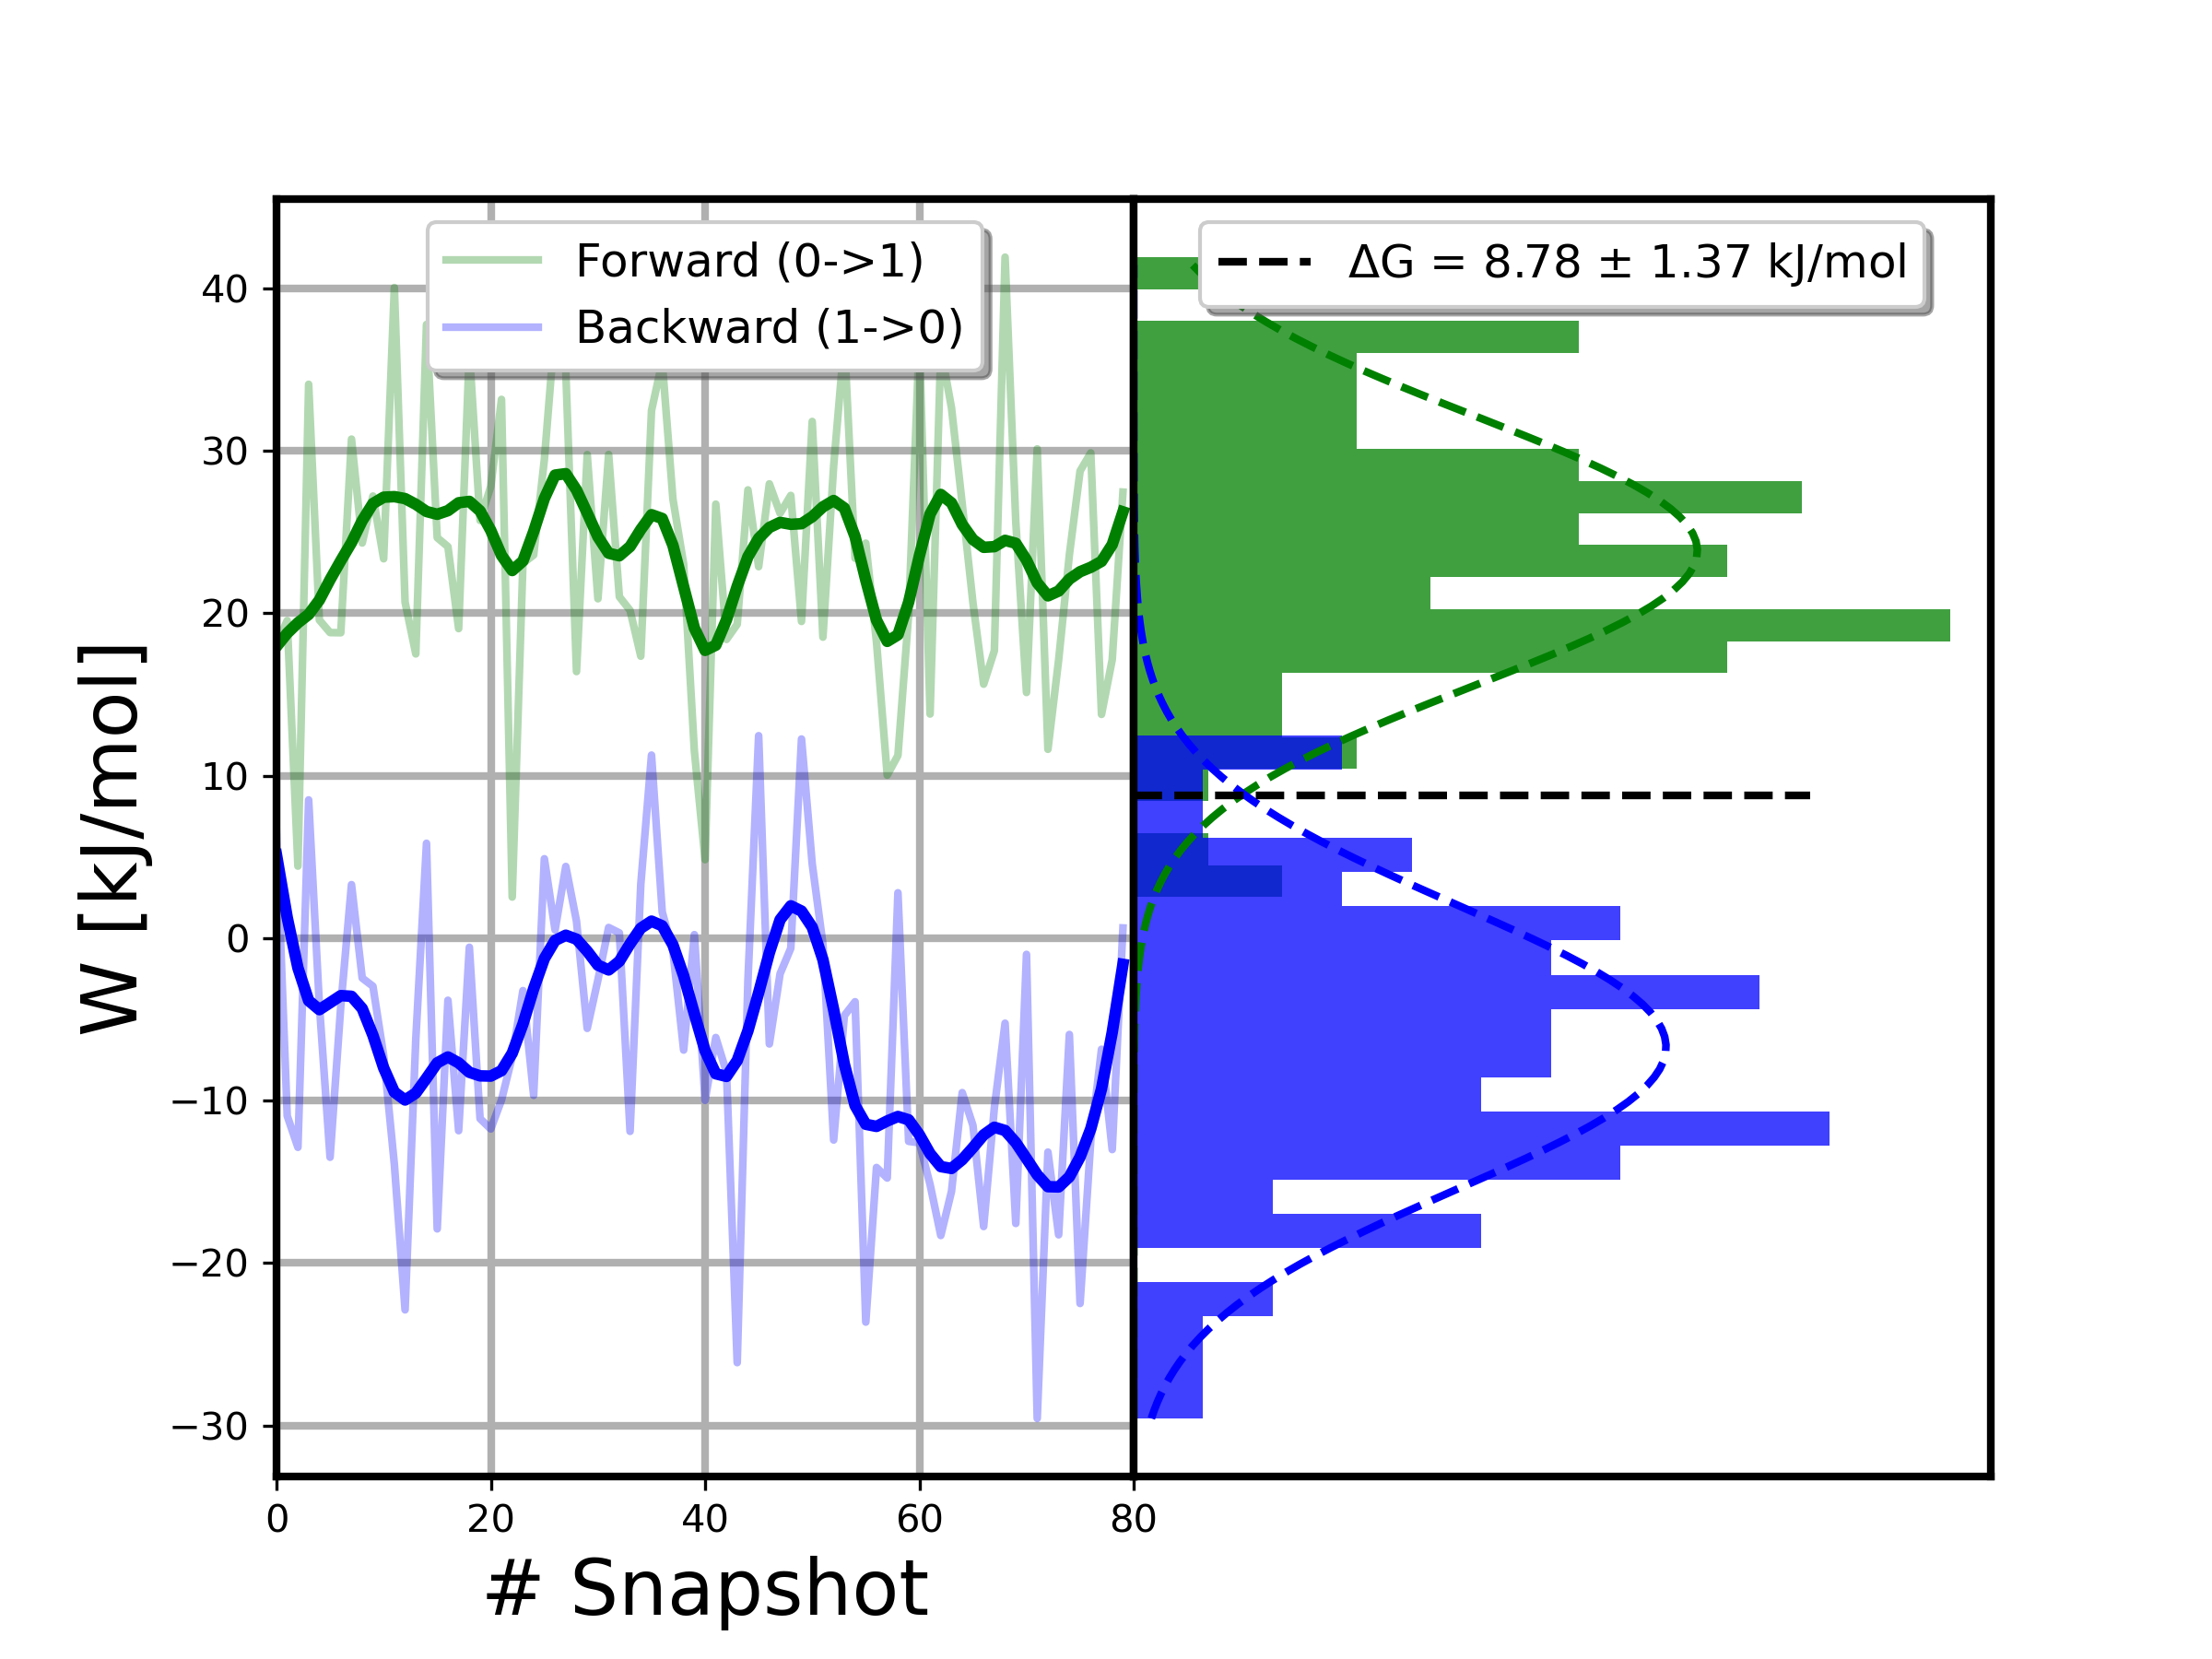 Forward (0->1)
Backward (1->0)
ΔG = 8.78 ± 1.37 kJ/mol
W [kJ/mol]
40
30
20
10
0
−10
−20
−30
0 20 40 60 80
# Snapshot